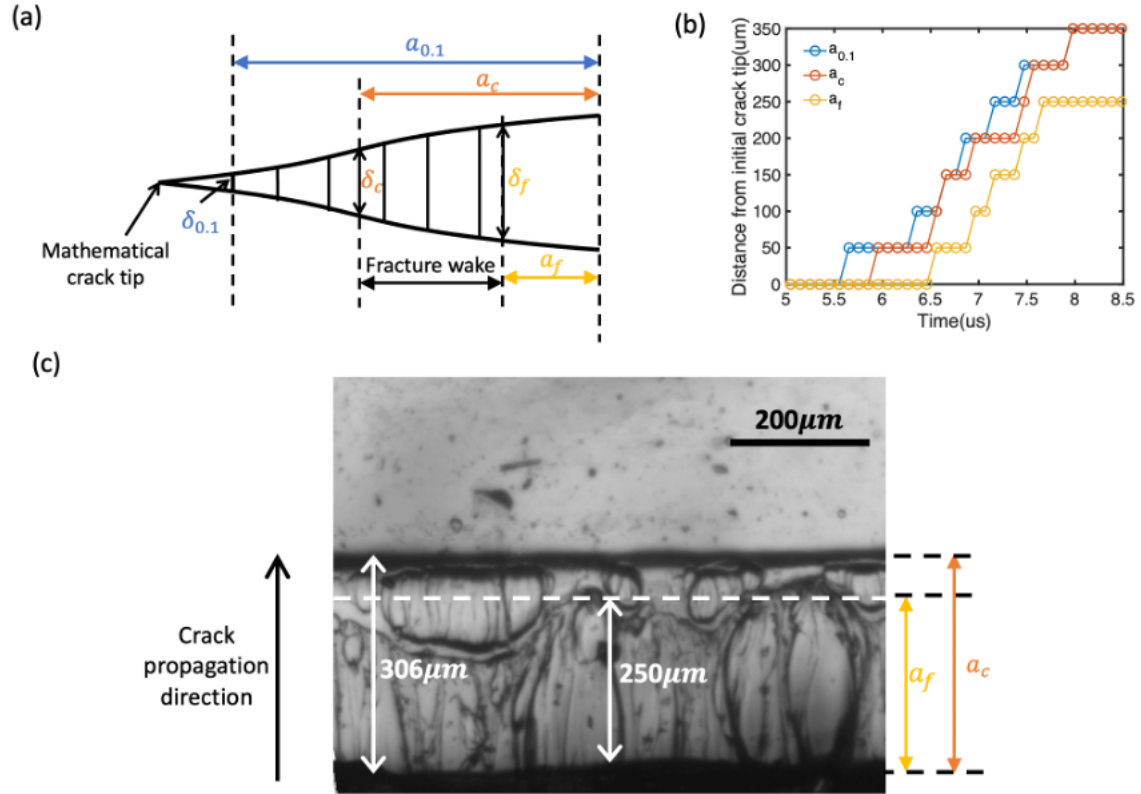 (a)
a0.1
ac
δ0.1
δc
δf
Mathematical
crack tip
Fracture wake
af
(b)
Distance from initial crack tip(um)
350
300
250
200
150
100
50
0
a0.1
ac
af
5 5.5 6 6.5 7 7.5 8 8.5
Time(us)
(c)
200μm
Crack
propagation
direction
306μm
250μm
af
ac